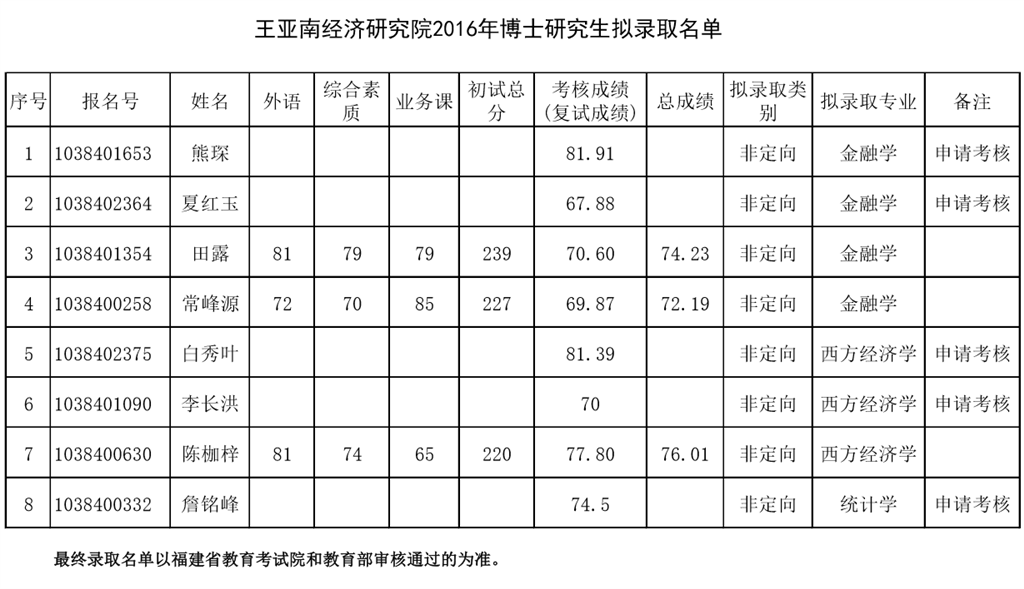 王亚南经济研究院2016年博士研究生拟录取名单
序号 报名号 姓名 外语 综合素质 业务课 初试总分 考核成绩(复试成绩) 总成绩 拟录取类别 拟录取专业 备注
1 1038401653 熊琛 81.91 非定向 金融学 申请考核
2 1038402364 夏红玉 67.88 非定向 金融学 申请考核
3 1038401354 田露 81 79 79 239 70.60 74.23 非定向 金融学
4 1038400258 常峰源 72 70 85 227 69.87 72.19 非定向 金融学
5 1038402375 白秀叶 81.39 非定向 西方经济学 申请考核
6 1038401090 李长洪 70 非定向 西方经济学 申请考核
7 1038400630 陈枷梓 81 74 65 220 77.80 76.01 非定向 西方经济学
8 1038400332 詹铭峰 74.5 非定向 统计学 申请考核
最终录取名单以福建省教育考试院和教育部审核通过的为准。